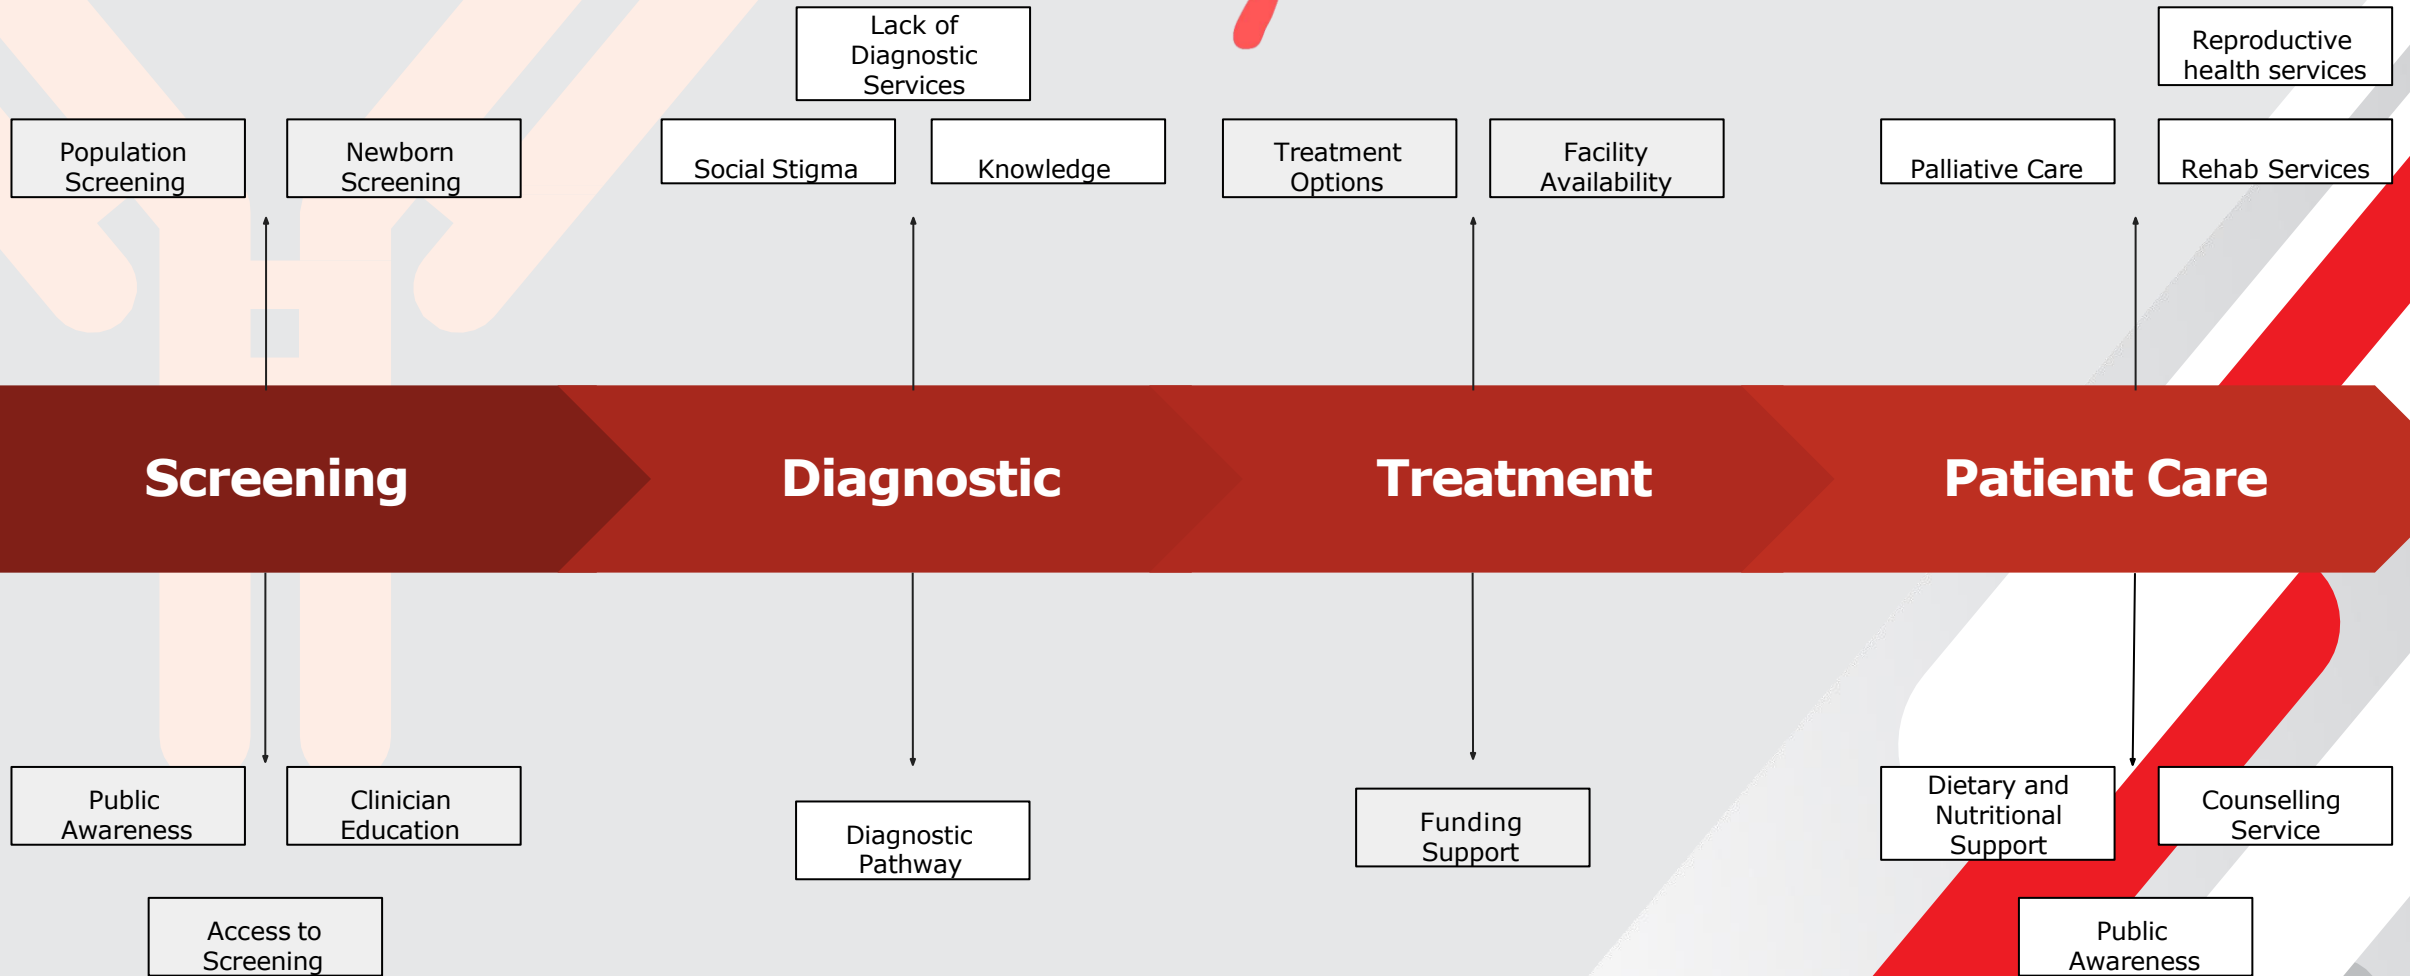 Lack of
Diagnostic
Services
Reproductive
health services
Population
Screening
Newborn
Screening
Social Stigma
Knowledge
Treatment
Options
Facility
Availability
Palliative Care
Rehab Services
Screening
Diagnostic
Treatment
Patient Care
Public
Awareness
Clinician
Education
Diagnostic
Pathway
Funding
Support
Dietary and
Nutritional
Support
Counselling
Service
Access to
Screening
Public
Awareness